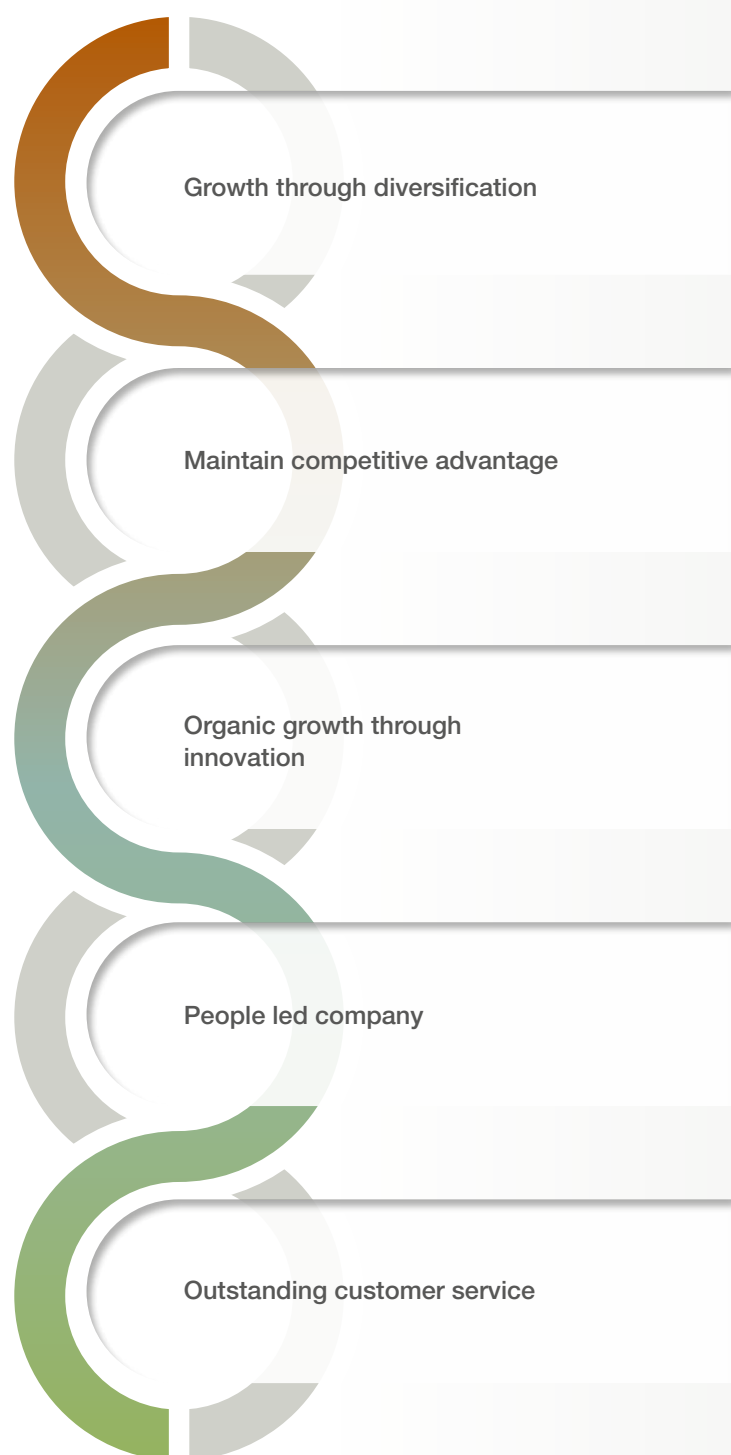 Growth through diversification
Maintain competitive advantage
Organic growth through
innovation
People led company
Outstanding customer service